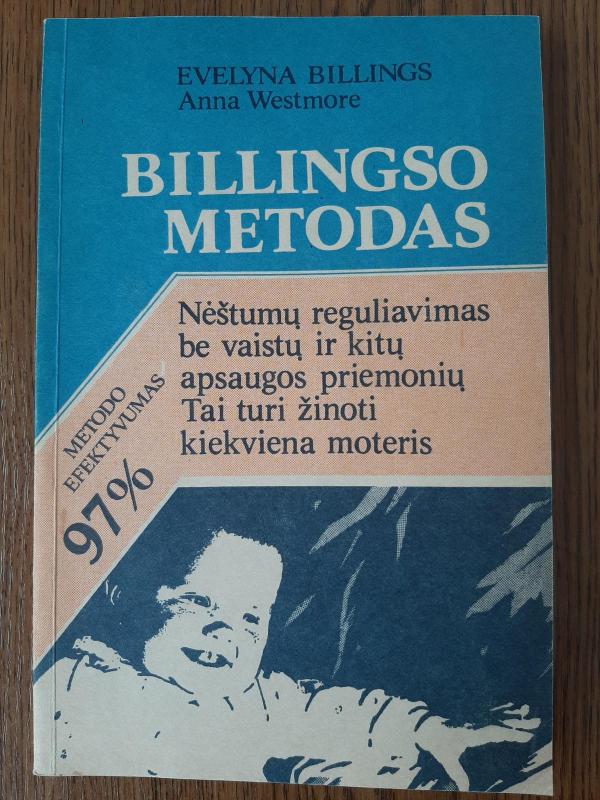 EVELYNA BILLINGS
Anna Westmore
BILLINGSO
METODAS
Nėštumų reguliavimas
be vaistų ir kitų
apsaugos priemonių
Tai turi žinoti
kiekviena moteris
METODO
EFEKTYVUMAS
97%